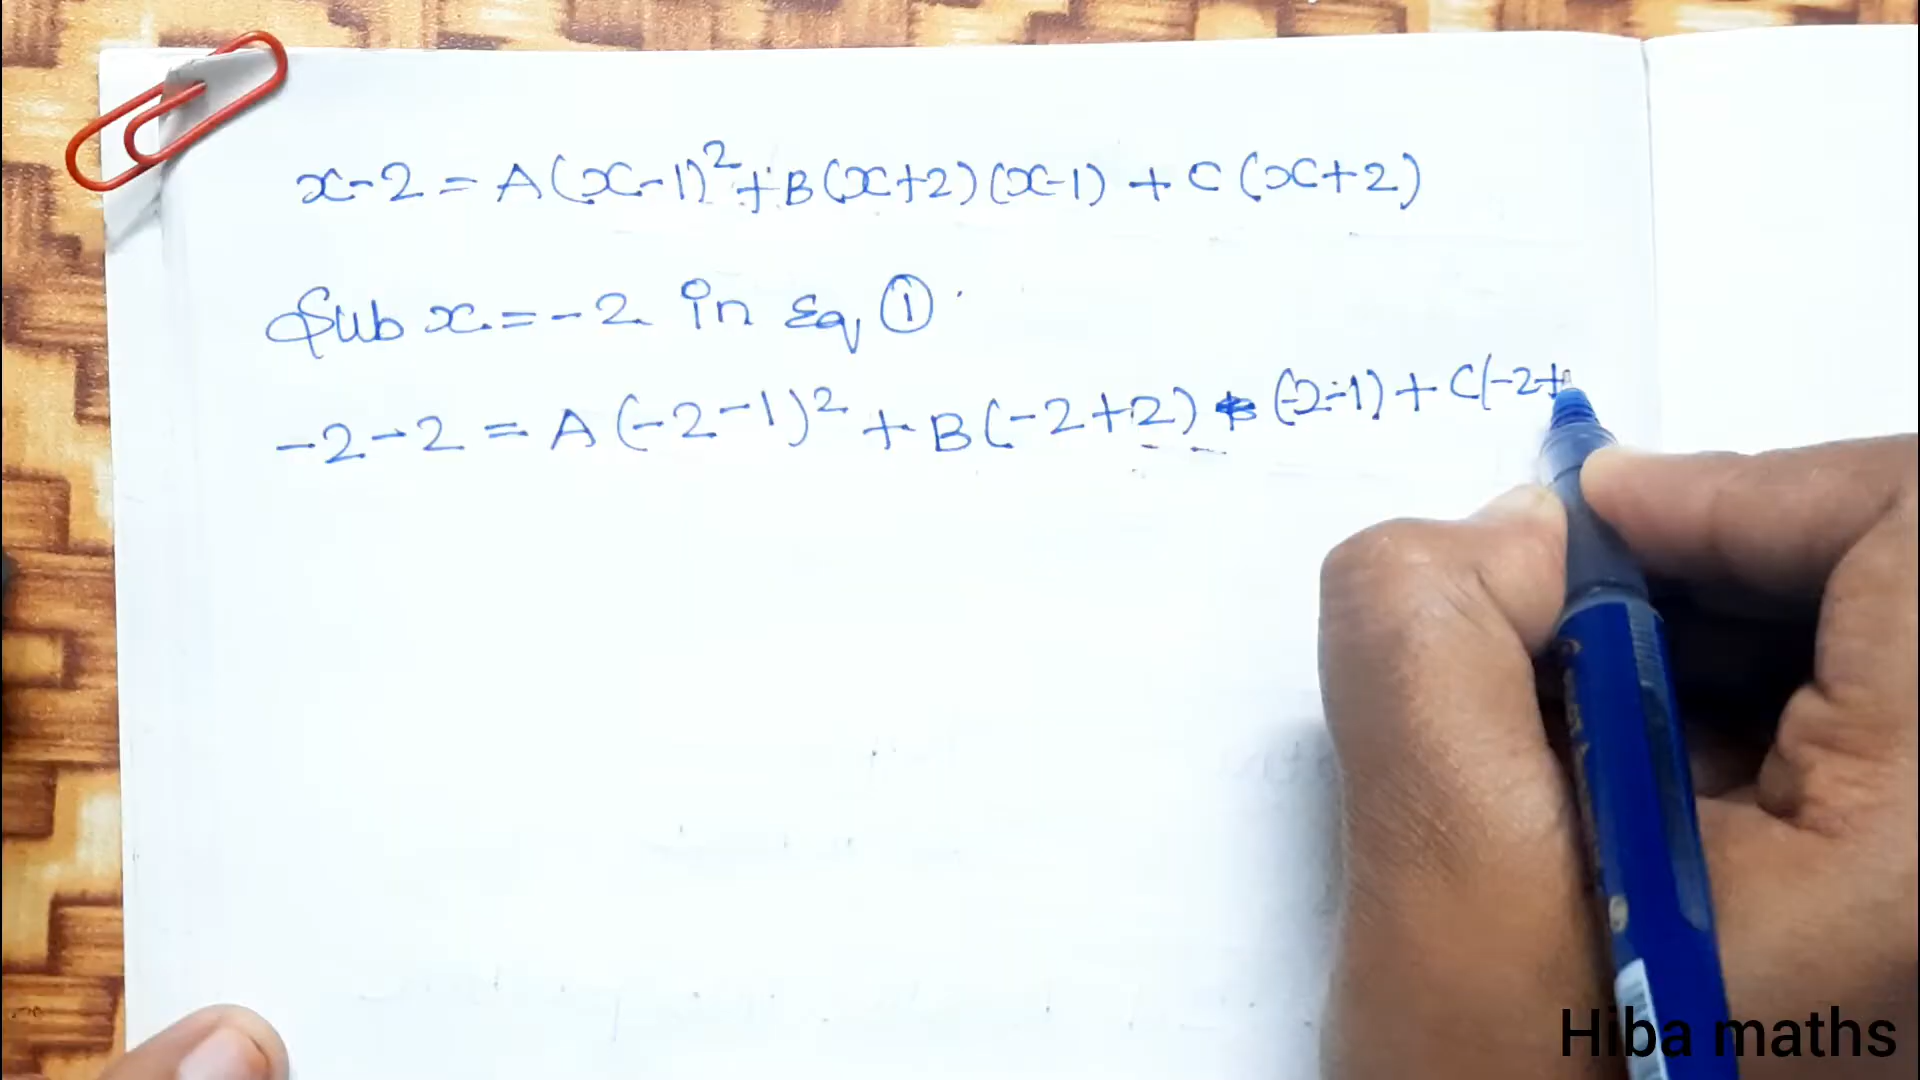 x-2 = A(x-1)²+B(x+2)(x-1) + C(x+2)
Sub x = -2 in Eq ①
-2-2 = A(-2-1)² + B(-2+2) (-2-1) + C(-2+
Hiba maths